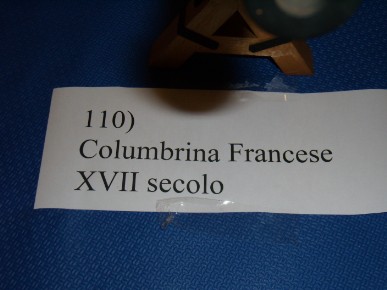 110)
Columbrina Francese
XVII secolo